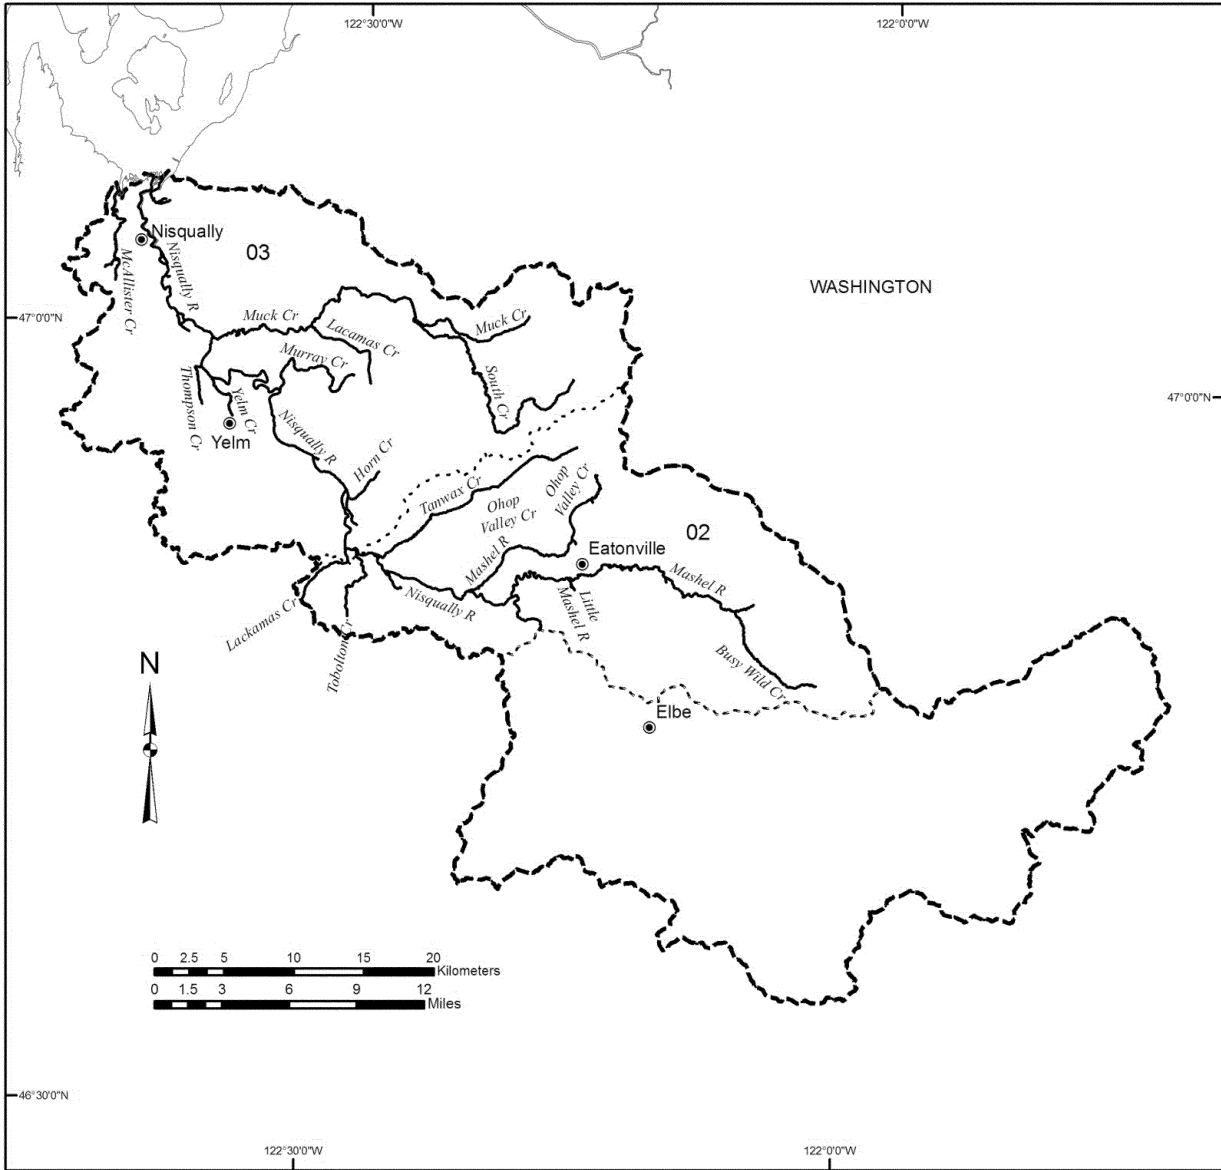 122°30'0"W
122°0'0"W
Nisqually
03
McAllister Cr
Nisqually R
WASHINGTON
47°0'0"N
Muck Cr
Lacamas Cr
Muck Cr
Murray Cr
South Cr
Thompson Cr
Yelm Cr
47°0'0"N
Yelm
Nisqually R
Horn Cr
Tanwax Cr
Ohop
Valley Cr
Ohop
Valley Cr
02
Mashel R
Eatonville
Mashel R
Nisqually R
Little
Mashel R
Lackamas Cr
Tobolton Cr
Busy Wild Cr
N
Elbe
0 2.5 5 10 15 20
Kilometers
0 1.5 3 6 9 12
Miles
46°30'0"N
122°30'0"W
122°0'0"W